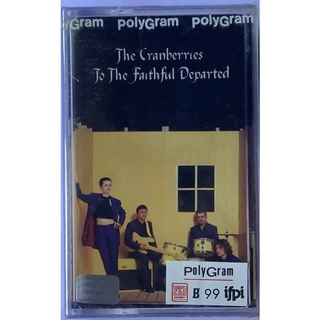 yGram polyGram polyGram
The Cranberries
To The Faithful Departed
PolyGram
B 99 ifpi